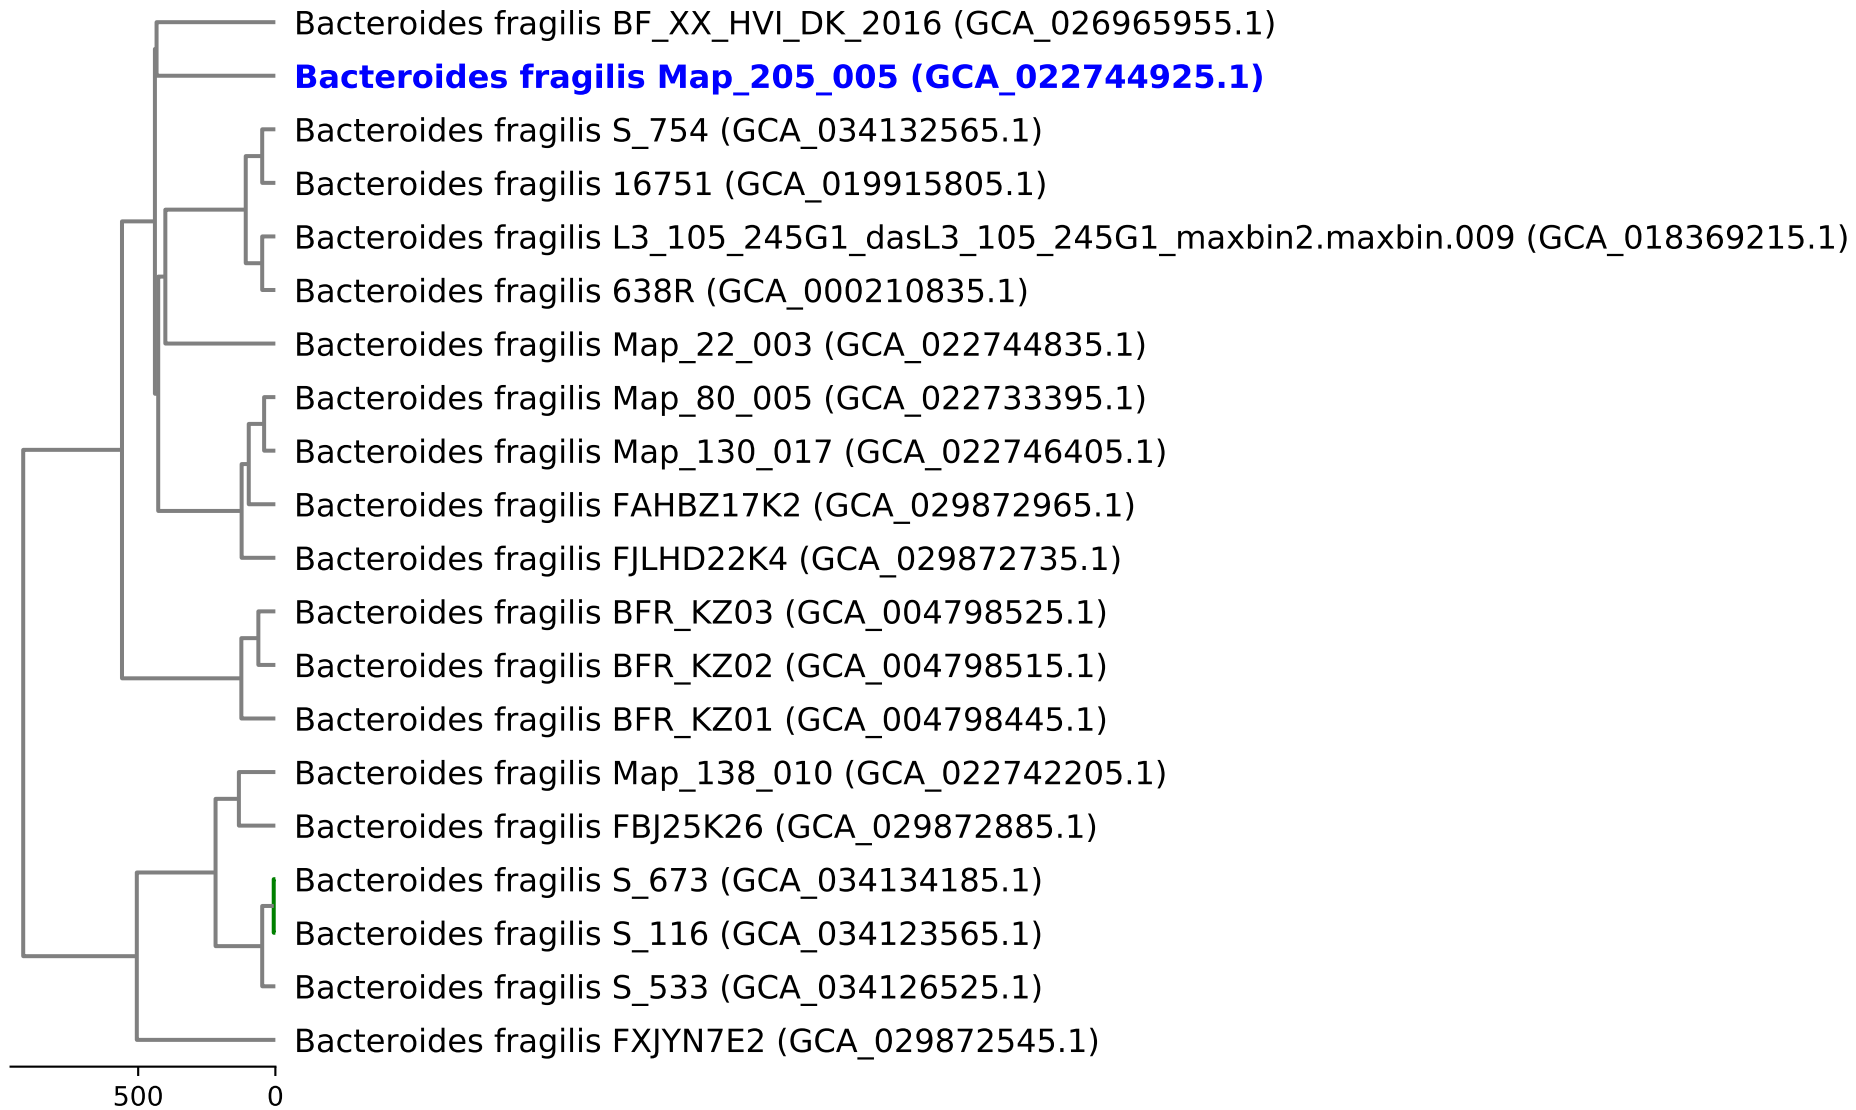 Bacteroides fragilis BF_XX_HVI_DK_2016 (GCA_026965955.1)
Bacteroides fragilis Map_205_005 (GCA_022744925.1)
Bacteroides fragilis S_754 (GCA_034132565.1)
Bacteroides fragilis 16751 (GCA_019915805.1)
Bacteroides fragilis L3_105_245G1_dasL3_105_245G1_maxbin2.maxbin.009 (GCA_018369215.1)
Bacteroides fragilis 638R (GCA_000210835.1)
Bacteroides fragilis Map_22_003 (GCA_022744835.1)
Bacteroides fragilis Map_80_005 (GCA_022733395.1)
Bacteroides fragilis Map_130_017 (GCA_022746405.1)
Bacteroides fragilis FAHBZ17K2 (GCA_029872965.1)
Bacteroides fragilis FJLHD22K4 (GCA_029872735.1)
Bacteroides fragilis BFR_KZ03 (GCA_004798525.1)
Bacteroides fragilis BFR_KZ02 (GCA_004798515.1)
Bacteroides fragilis BFR_KZ01 (GCA_004798445.1)
Bacteroides fragilis Map_138_010 (GCA_022742205.1)
Bacteroides fragilis FBJ25K26 (GCA_029872885.1)
Bacteroides fragilis S_673 (GCA_034134185.1)
Bacteroides fragilis S_116 (GCA_034123565.1)
Bacteroides fragilis S_533 (GCA_034126525.1)
Bacteroides fragilis FXJYN7E2 (GCA_029872545.1)
500 0